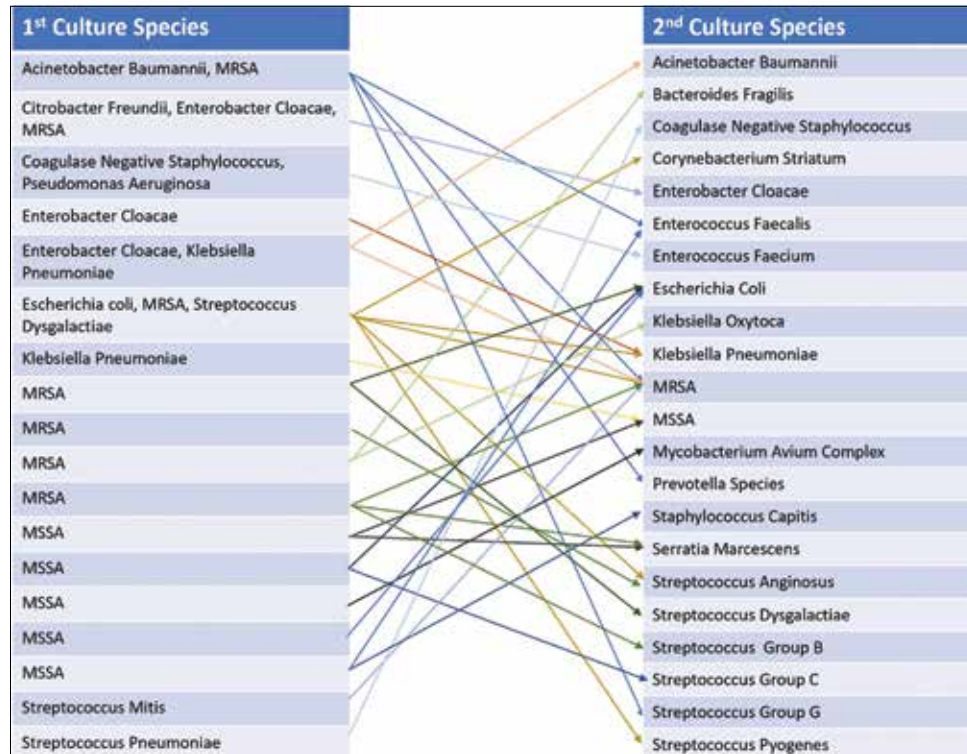 1st Culture Species
Acinetobacter Baumannii, MRSA
Citrobacter Freundii, Enterobacter Cloacae,
MRSA
Coagulase Negative Staphylococcus,
Pseudomonas Aeruginosa
Enterobacter Cloacae
Enterobacter Cloacae, Klebsiella
Pneumoniae
Escherichia coli, MRSA, Streptococcus
Dysgalactiae
Klebsiella Pneumoniae
MRSA
MRSA
MRSA
MRSA
MSSA
MSSA
MSSA
MSSA
MSSA
Streptococcus Mitis
Streptococcus Pneumoniae
2nd Culture Species
Acinetobacter Baumannii
Bacteroides Fragilis
Coagulase Negative Staphylococcus
Corynebacterium Striatum
Enterobacter Cloacae
Enterococcus Faecalis
Enterococcus Faecium
Escherichia Coli
Klebsiella Oxytoca
Klebsiella Pneumoniae
MRSA
MSSA
Mycobacterium Avium Complex
Prevotella Species
Staphylococcus Capitis
Serratia Marcescens
Streptococcus Anginosus
Streptococcus Dysgalactiae
Streptococcus Group B
Streptococcus Group C
Streptococcus Group G
Streptococcus Pyogenes